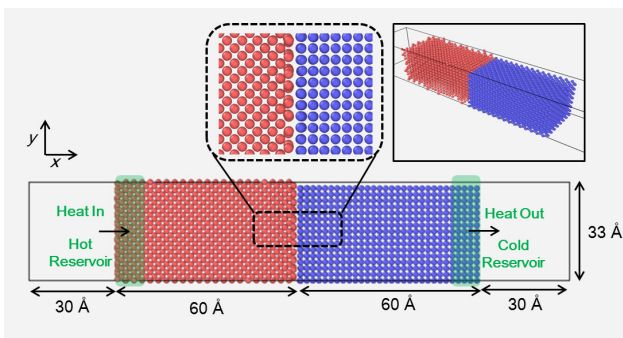 y
x
Heat In
Hot
Reservoir
Heat Out
Cold
Reservoir
33 Å
30 Å
60 Å
60 Å
30 Å